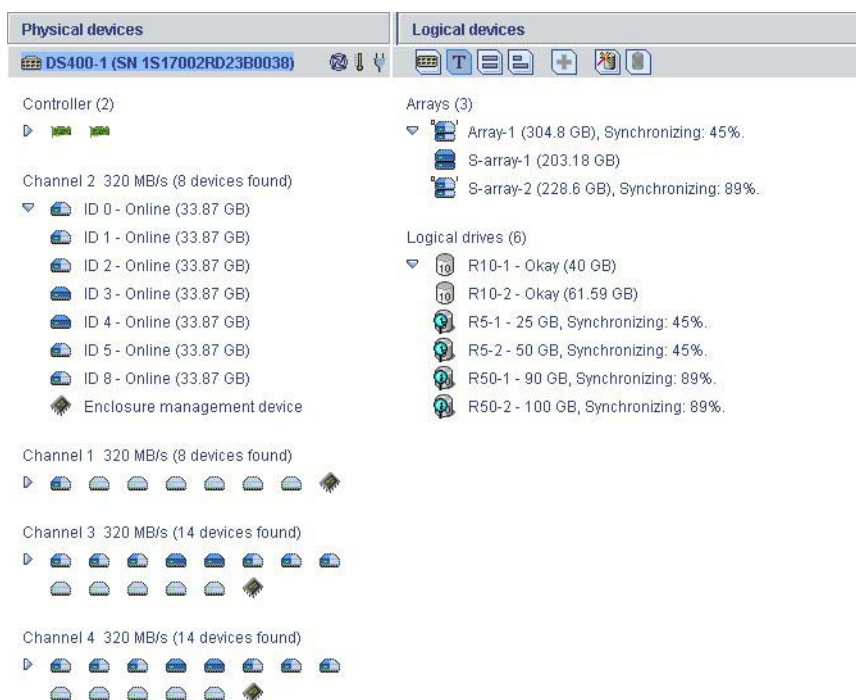 Physical devices
DS400-1 (SN 1S17002RD23B0038)
Controller (2)
Channel 2 320 MB/s (8 devices found)
ID 0 - Online (33.87 GB)
ID 1 - Online (33.87 GB)
ID 2 - Online (33.87 GB)
ID 3 - Online (33.87 GB)
ID 4 - Online (33.87 GB)
ID 5 - Online (33.87 GB)
ID 8 - Online (33.87 GB)
Enclosure management device
Channel 1 320 MB/s (8 devices found)
Channel 3 320 MB/s (14 devices found)
Channel 4 320 MB/s (14 devices found)
Logical devices
T
Arrays (3)
Array-1 (304.8 GB), Synchronizing: 45%.
S-array-1 (203.18 GB)
S-array-2 (228.6 GB), Synchronizing: 89%.
Logical drives (6)
10 R10-1 - Okay (40 GB)
10 R10-2 - Okay (61.59 GB)
R5-1 - 25 GB, Synchronizing: 45%.
R5-2 - 50 GB, Synchronizing: 45%.
R50-1 - 90 GB, Synchronizing: 89%.
R50-2 - 100 GB, Synchronizing: 89%.